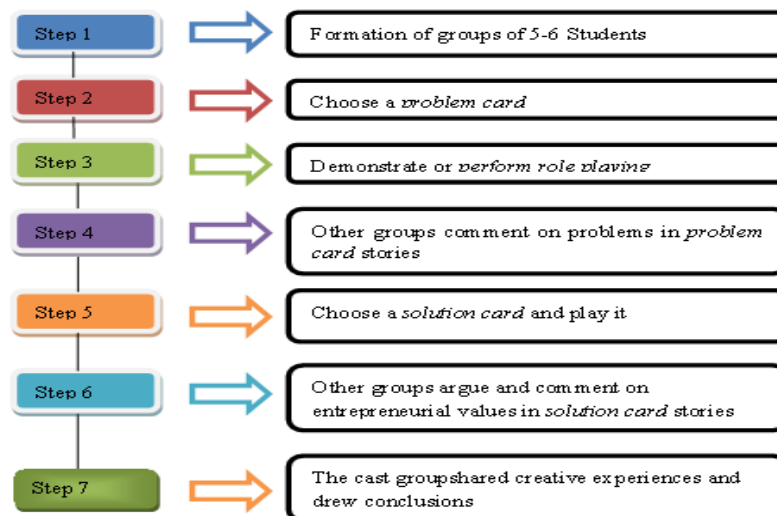 Step 1
Formation of groups of 5-6 Students
Step 2
Choose a problem card
Step 3
Demonstrate or perform role playing
Step 4
Other groups comment on problems in problem
card stories
Step 5
Choose a solution card and play it
Step 6
Other groups argue and comment on
entrepreneurial values in solution card stories
Step 7
The cast groupshared creative experiences and
drew conclusions